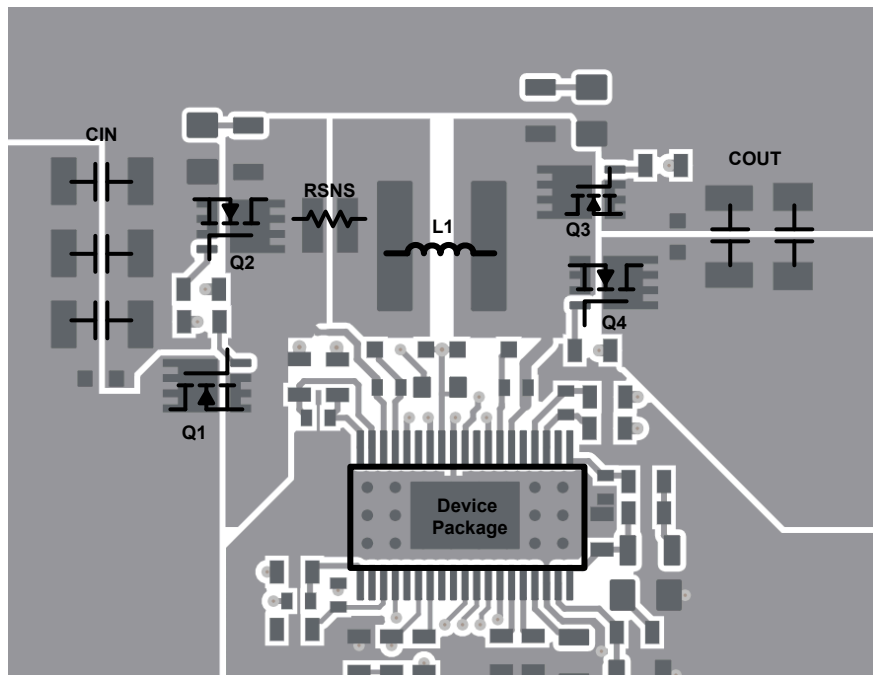 CIN
COUT
RSNS
L1
Q3
Q2
Q4
Q1
Device
Package